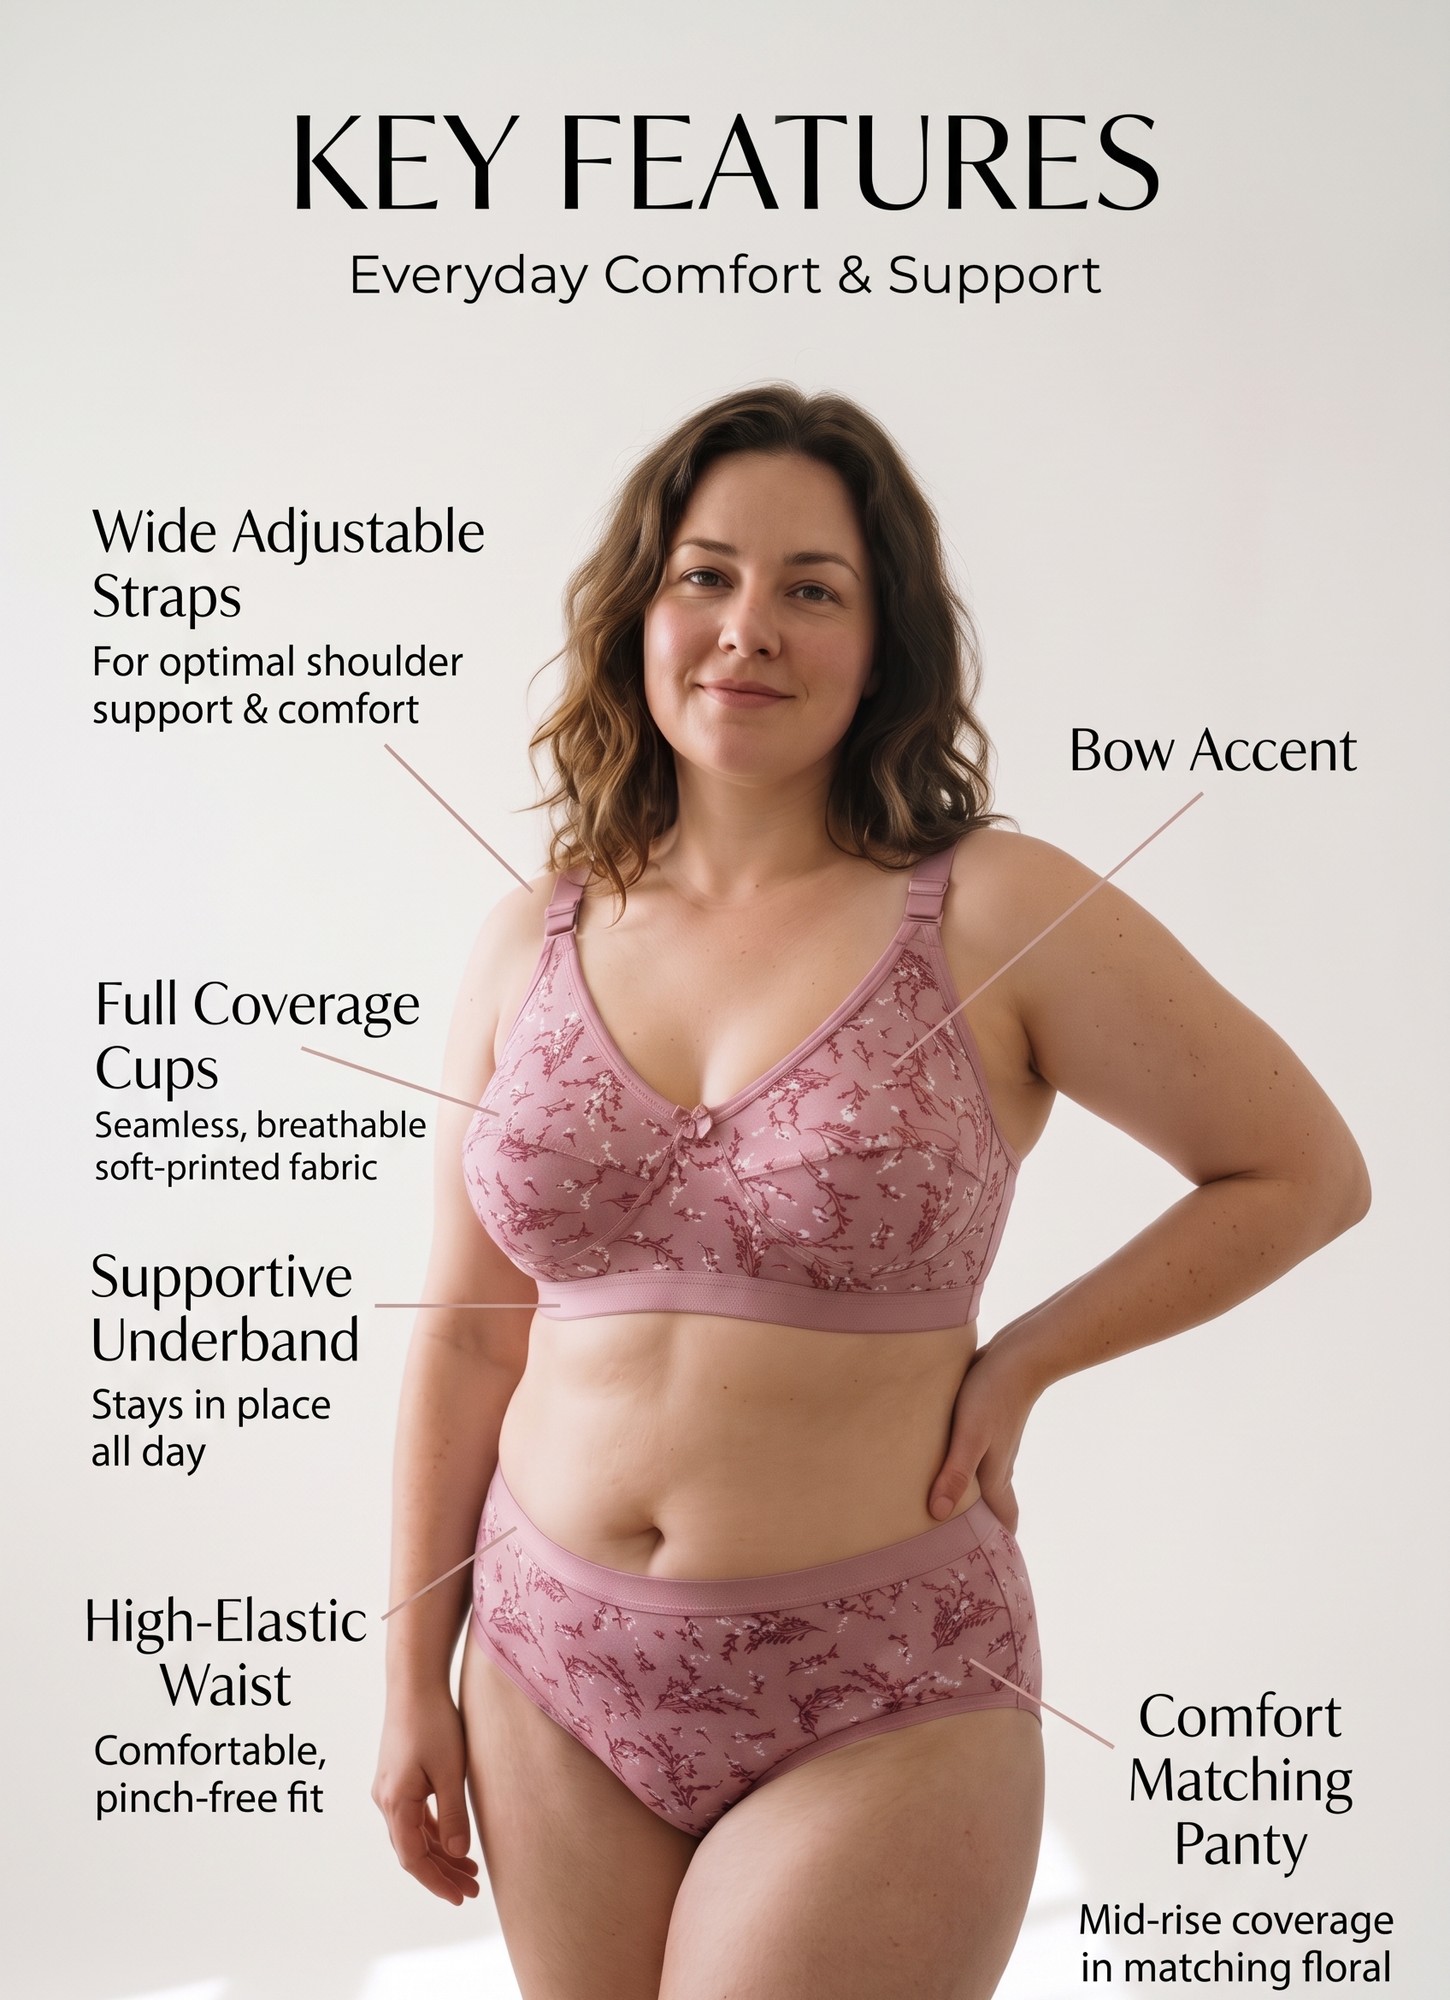 KEY FEATURES
Everyday Comfort & Support
Wide Adjustable
Straps
For optimal shoulder
support & comfort
Bow Accent
Full Coverage
Cups
Seamless, breathable
soft-printed fabric
Supportive
Underband
Stays in place
all day
High-Elastic
Waist
Comfortable,
pinch-free fit
Comfort
Matching
Panty
Mid-rise coverage
in matching floral